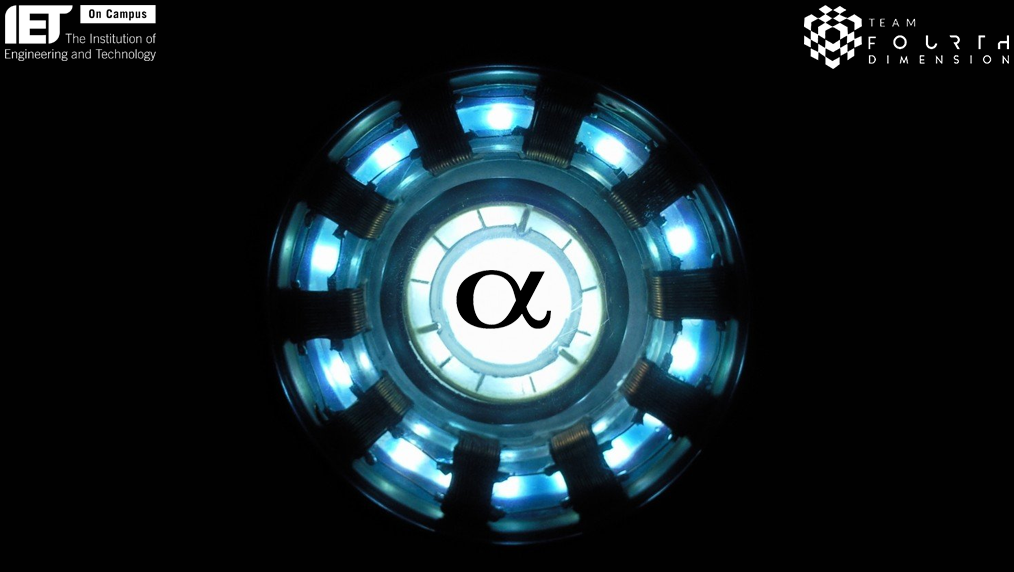 IET On Campus
The Institution of
Engineering and Technology
TEAM
FOURTH
DIMENSION
α